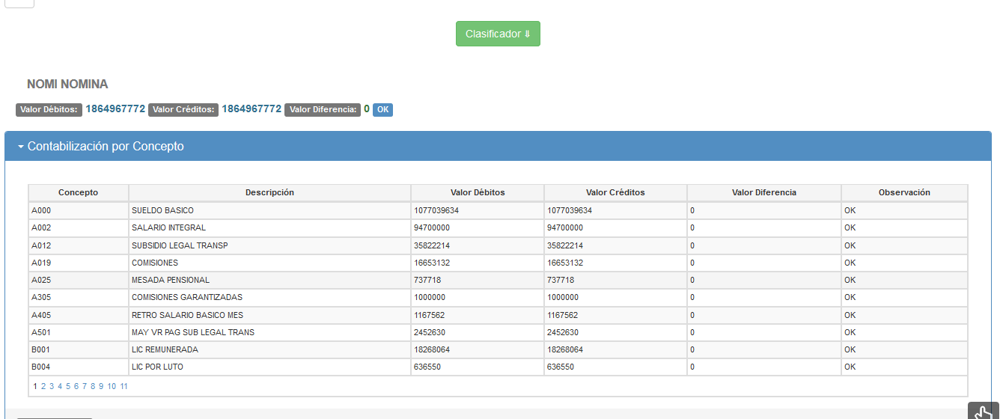 Clasificador ⇓
NOMI NOMINA
Valor Débitos: 1864967772 Valor Créditos: 1864967772 Valor Diferencia: 0 OK
Contabilización por Concepto
Concepto Descripción Valor Débitos Valor Créditos Valor Diferencia Observación
A000 SUELDO BASICO 1077039634 1077039634 0 OK
A002 SALARIO INTEGRAL 94700000 94700000 0 OK
A012 SUBSIDIO LEGAL TRANSP 35822214 35822214 0 OK
A019 COMISIONES 16653132 16653132 0 OK
A025 MESADA PENSIONAL 737718 737718 0 OK
A305 COMISIONES GARANTIZADAS 1000000 1000000 0 OK
A405 RETRO SALARIO BASICO MES 1167562 1167562 0 OK
A501 MAY VR PAG SUB LEGAL TRANS 2452630 2452630 0 OK
B001 LIC REMUNERADA 18268064 18268064 0 OK
B004 LIC POR LUTO 636550 636550 0 OK
1 2 3 4 5 6 7 8 9 10 11